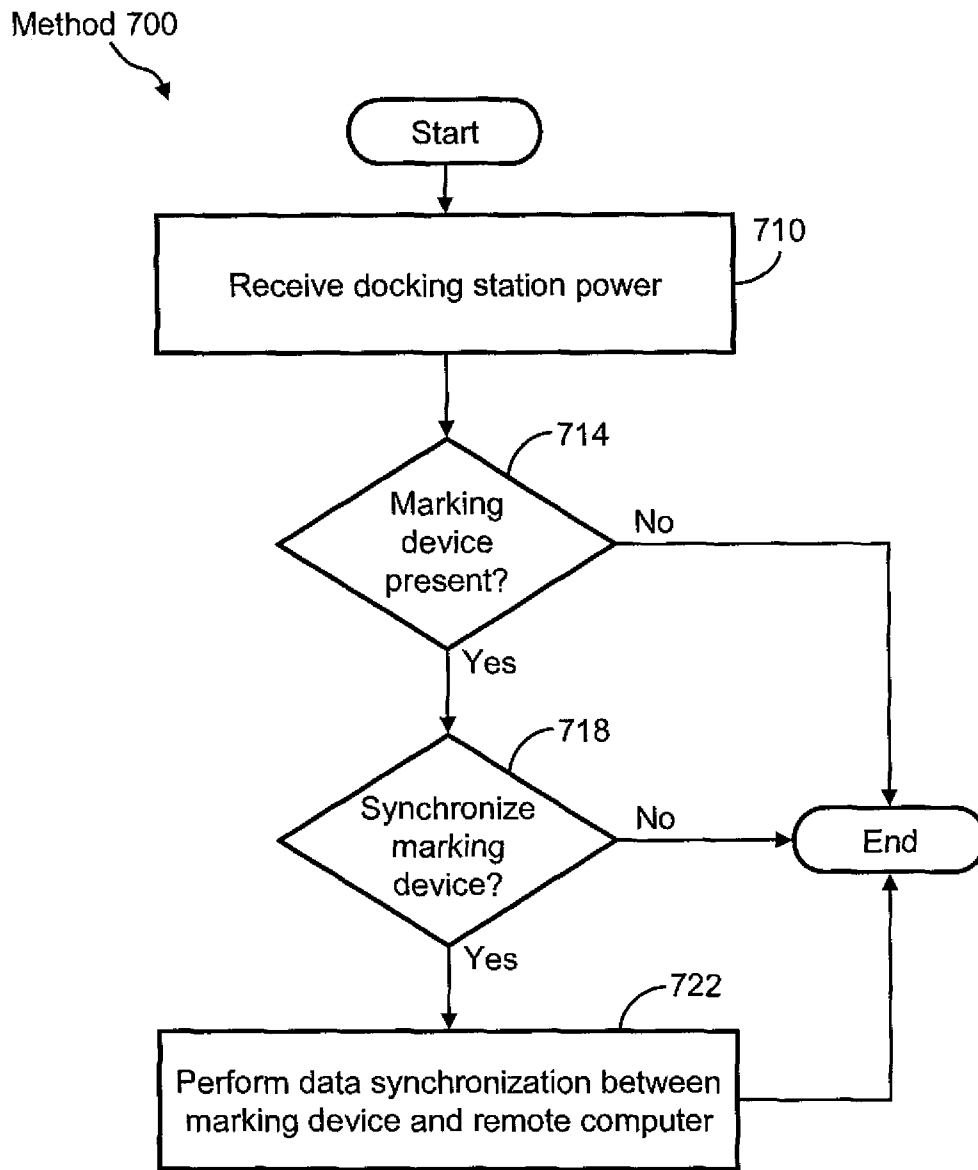 Method 700
Start
710
Receive docking station power
714
Marking
device
present?
No
Yes
718
Synchronize
marking
device?
No
End
Yes
722
Perform data synchronization between
marking device and remote computer